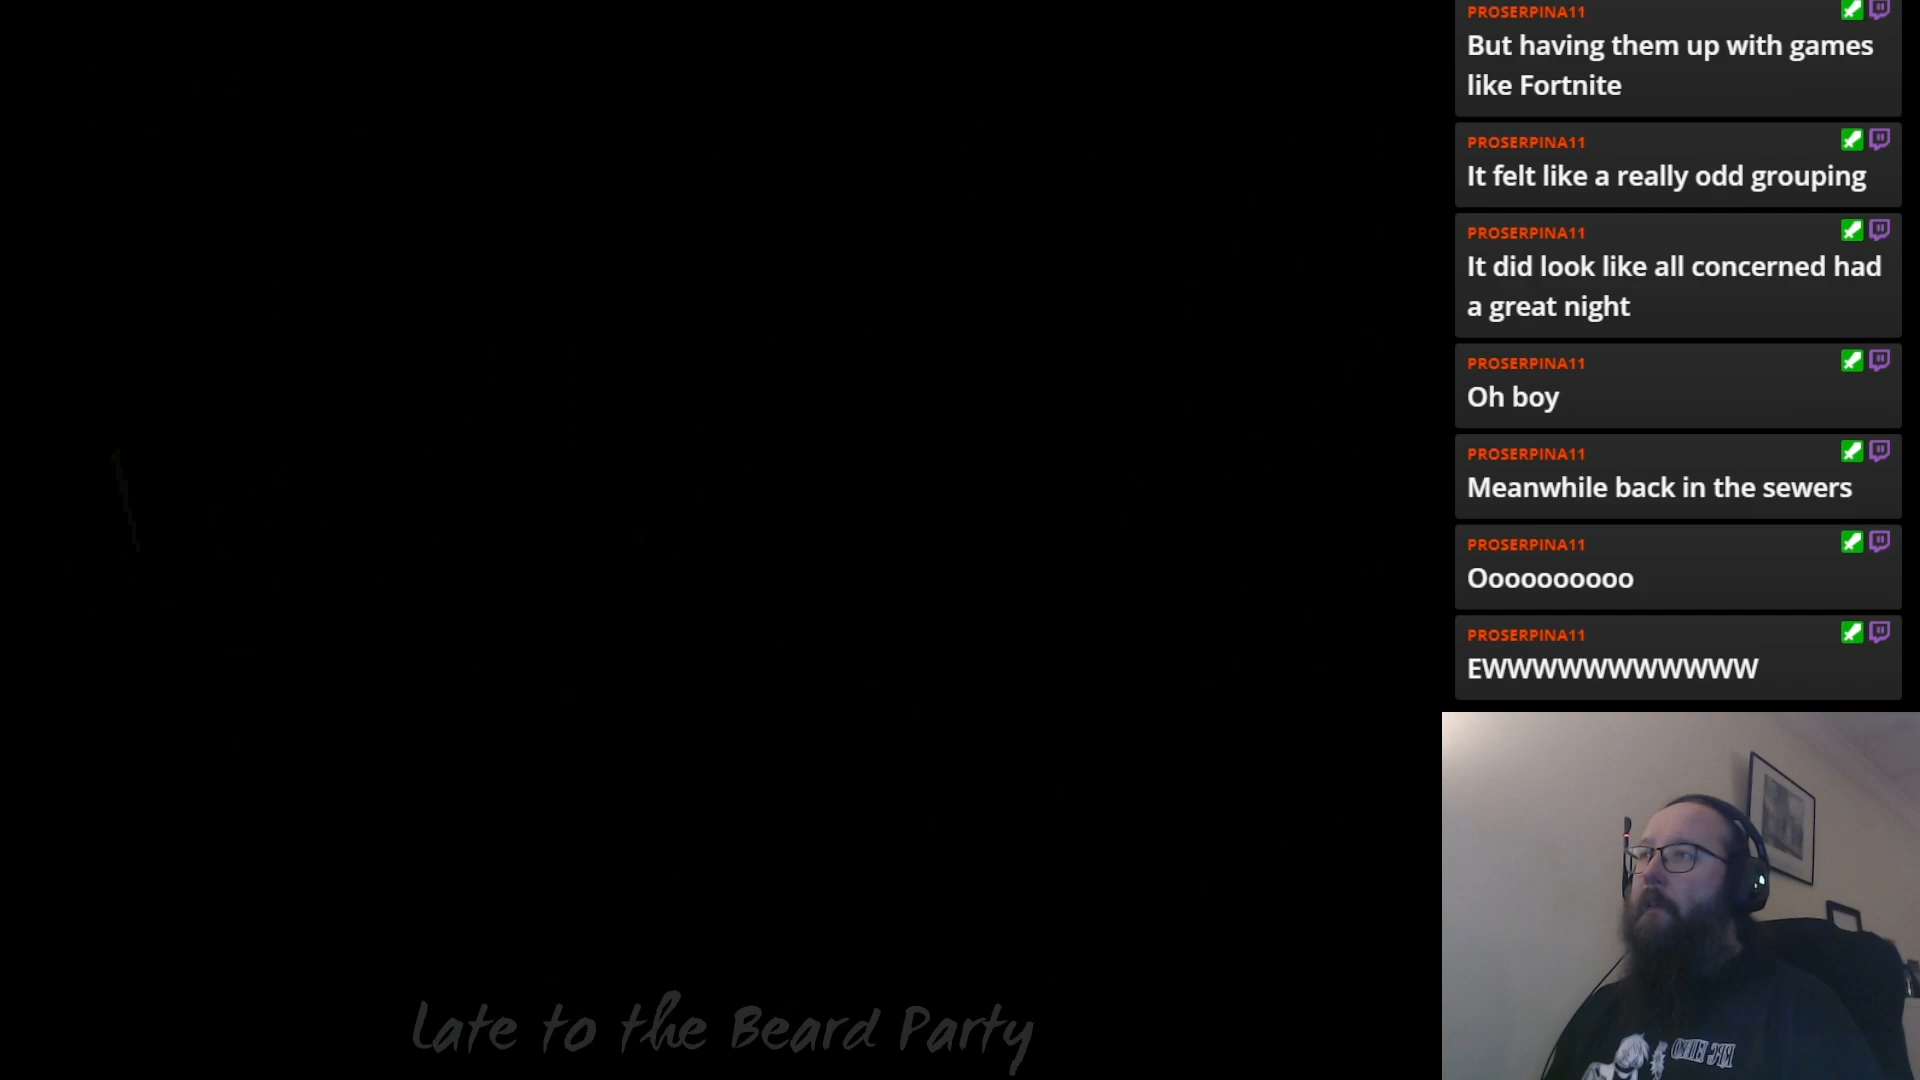 PROSERPINA11
But having them up with games
like Fortnite
PROSERPINA11
It felt like a really odd grouping
PROSERPINA11
It did look like all concerned had
a great night
PROSERPINA11
Oh boy
PROSERPINA11
Meanwhile back in the sewers
PROSERPINA11
Oooooooooo
PROSERPINA11
EWWWWWWWWWWW
Late to the Beard Party